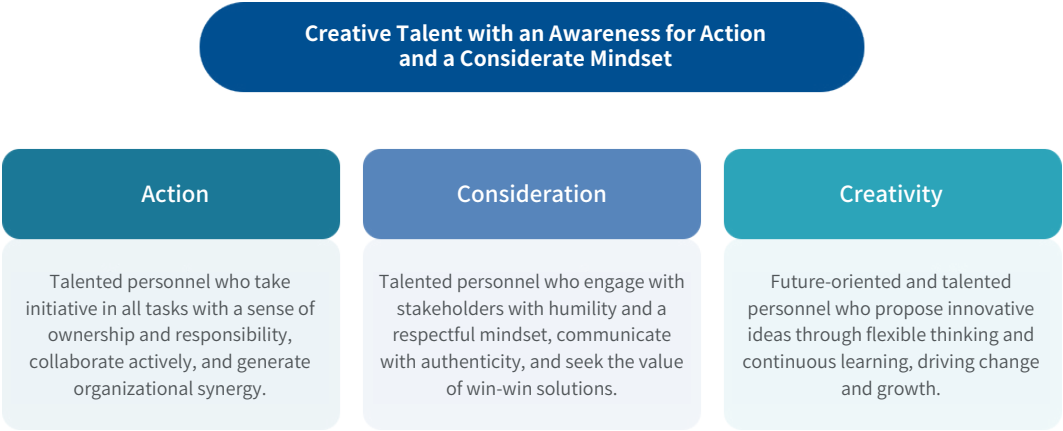 Creative Talent with an Awareness for Action
and a Considerate Mindset
Action
Talented personnel who take
initiative in all tasks with a sense of
ownership and responsibility,
collaborate actively, and generate
organizational synergy.
Consideration
Talented personnel who engage with
stakeholders with humility and a
respectful mindset, communicate
with authenticity, and seek the value
of win-win solutions.
Creativity
Future-oriented and talented
personnel who propose innovative
ideas through flexible thinking and
continuous learning, driving change
and growth.